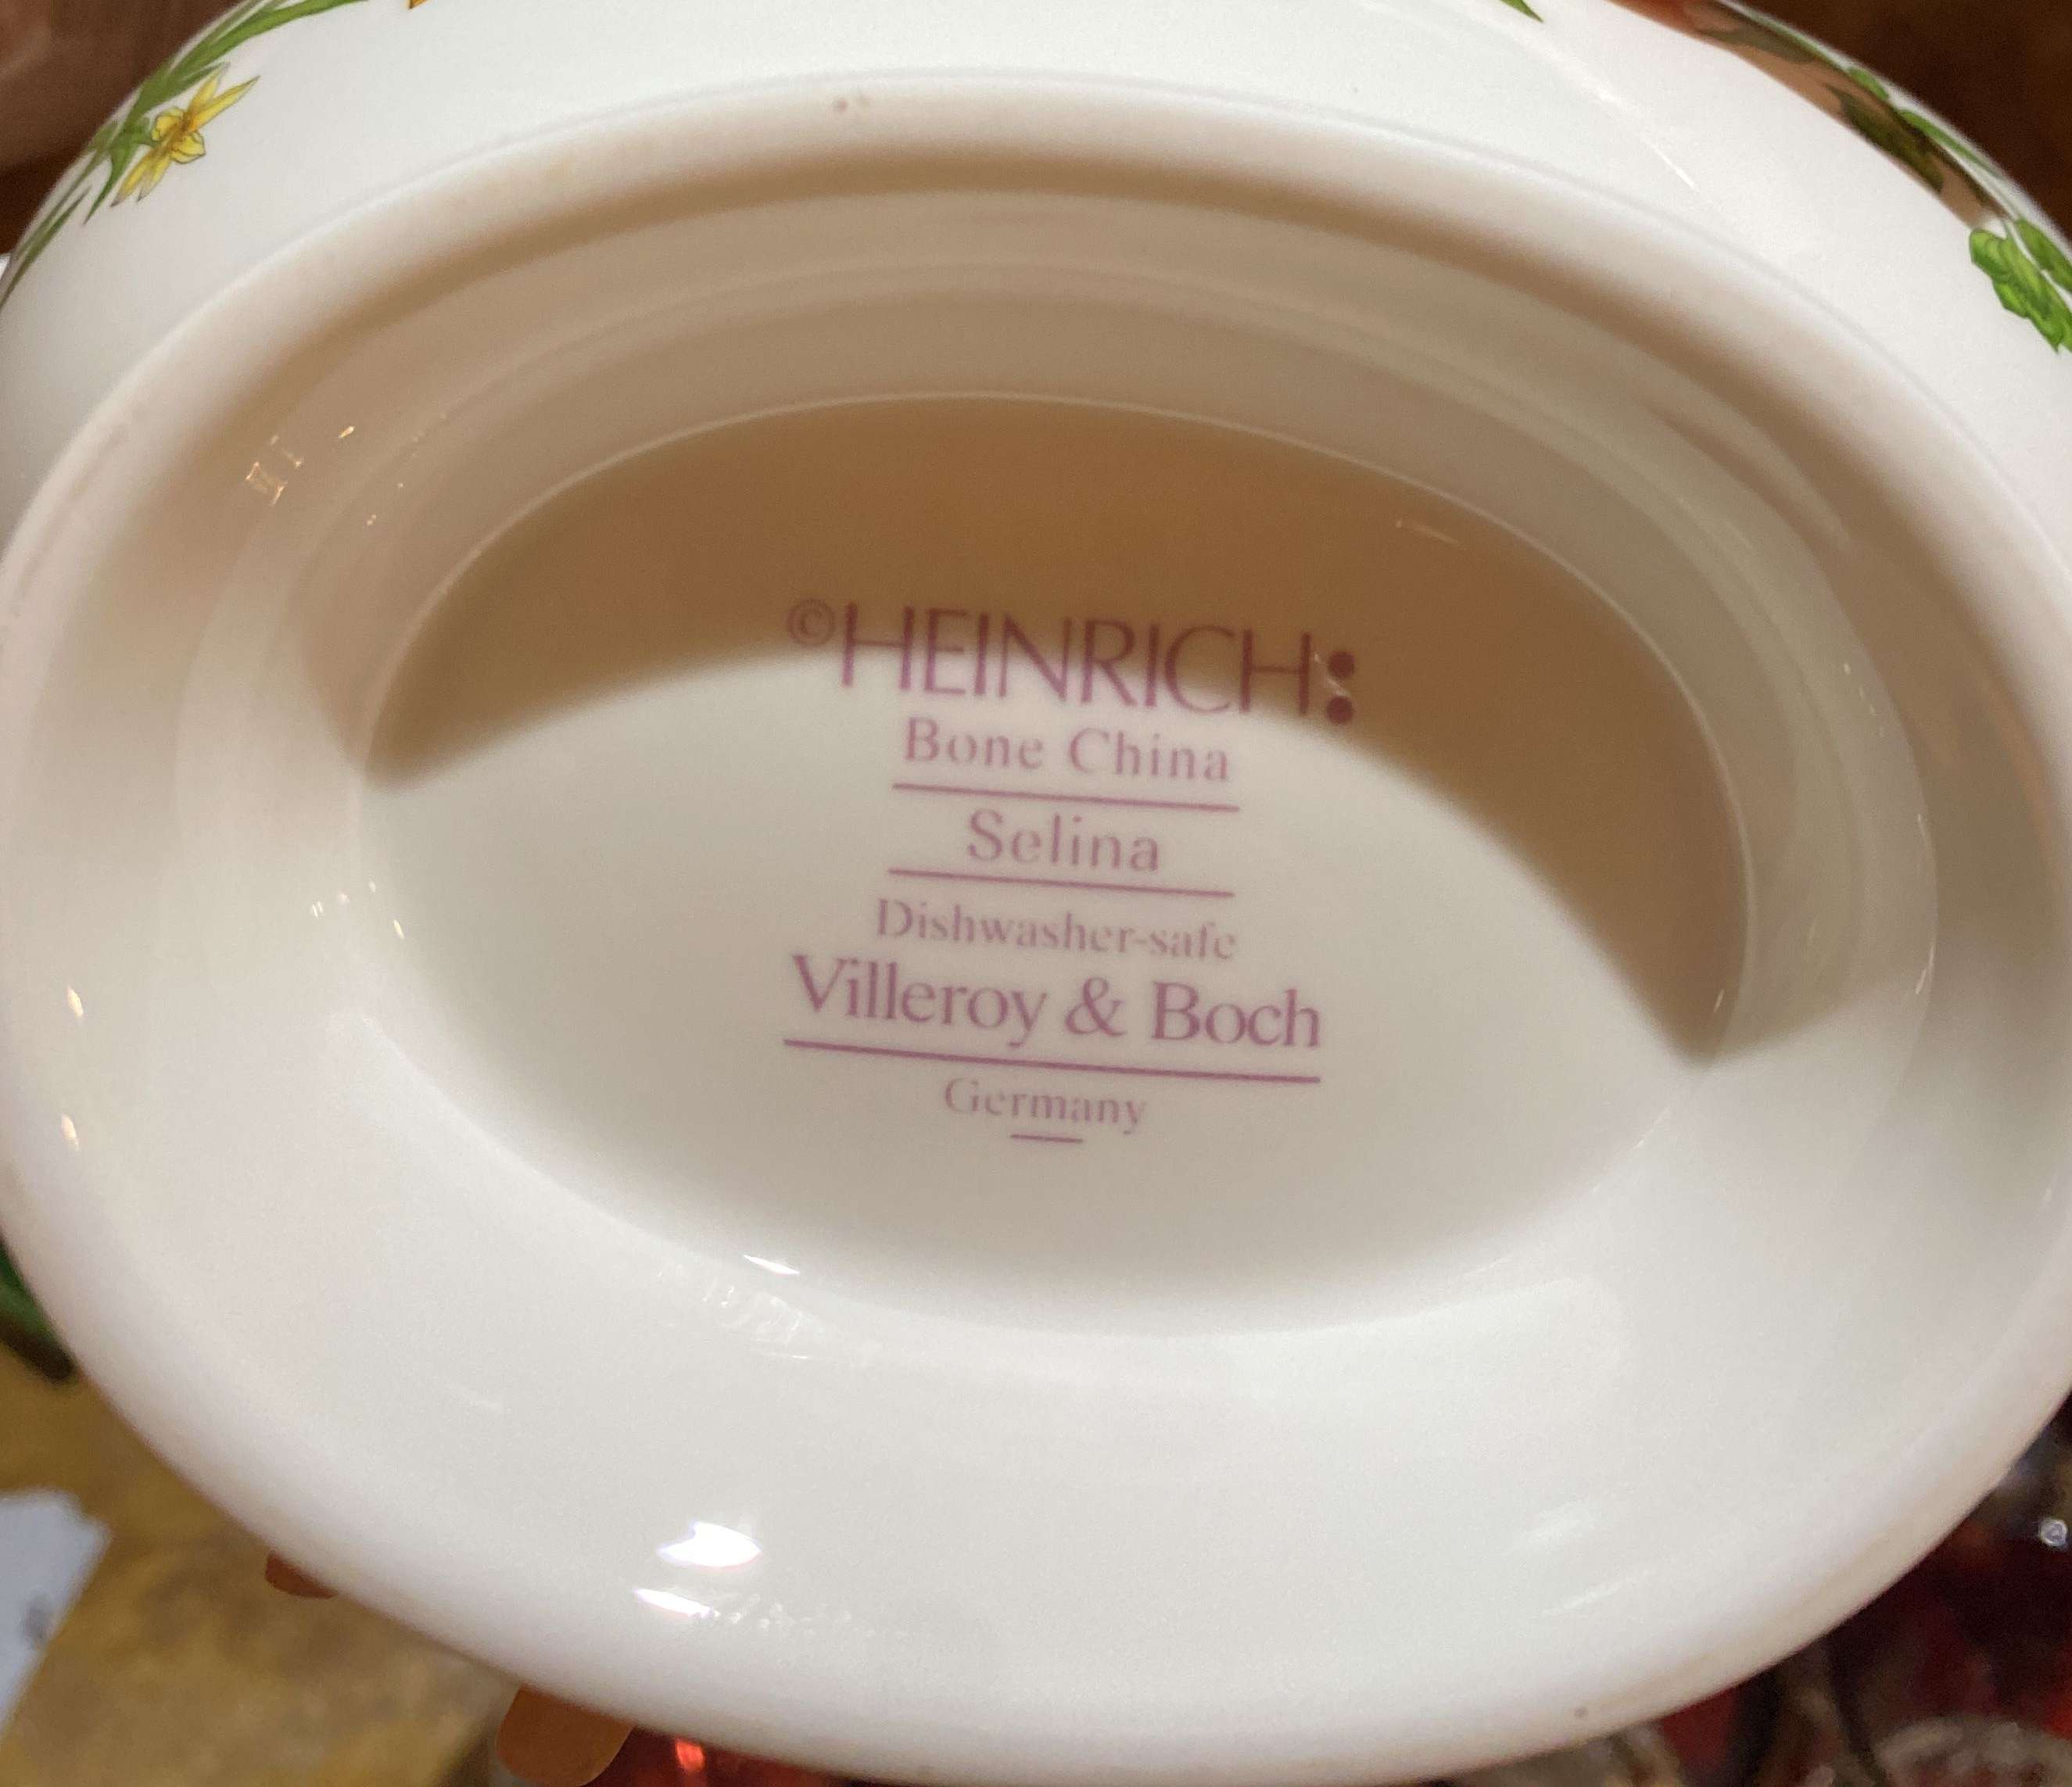 ©HEINRICH:
Bone China
Selina
Dishwasher-safe
Villeroy & Boch
Germany